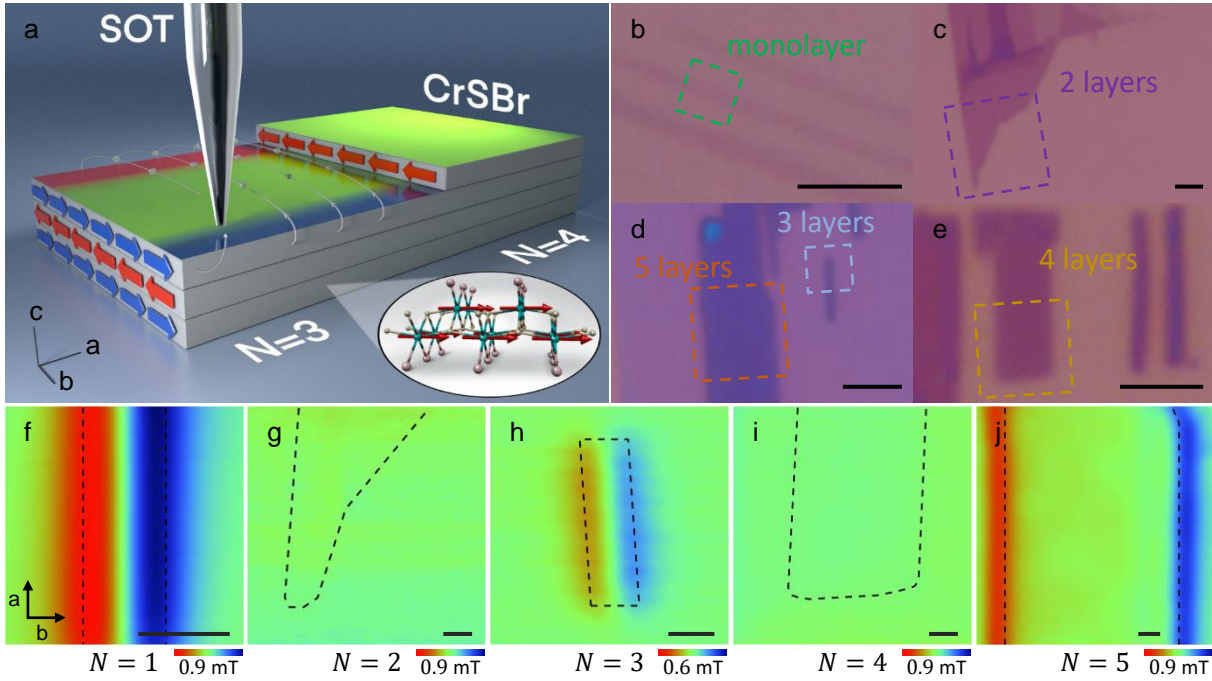 a
SOT
CrSBr
N=4
N=3
c
a
b
b
monolayer
c
2 layers
d
3 layers
5 layers
e
4 layers
f
g
h
i
j
a
b
N = 1
0.9 mT
N = 2
0.9 mT
N = 3
0.6 mT
N = 4
0.9 mT
N = 5
0.9 mT